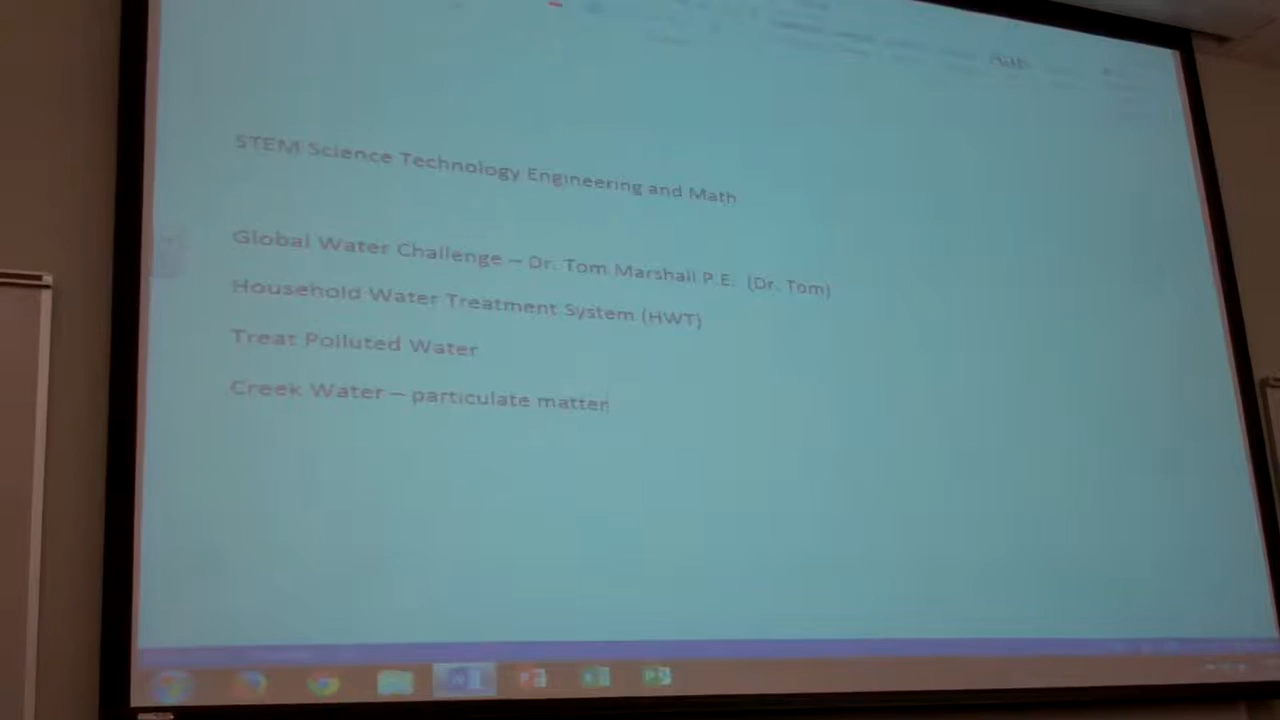 STEM Science Technology Engineering and Math
Global Water Challenge – Dr. Tom Marshall P.E. (Dr. Tom)
Household Water Treatment System (HWT)
Treat Polluted Water
Creek Water – particulate matter